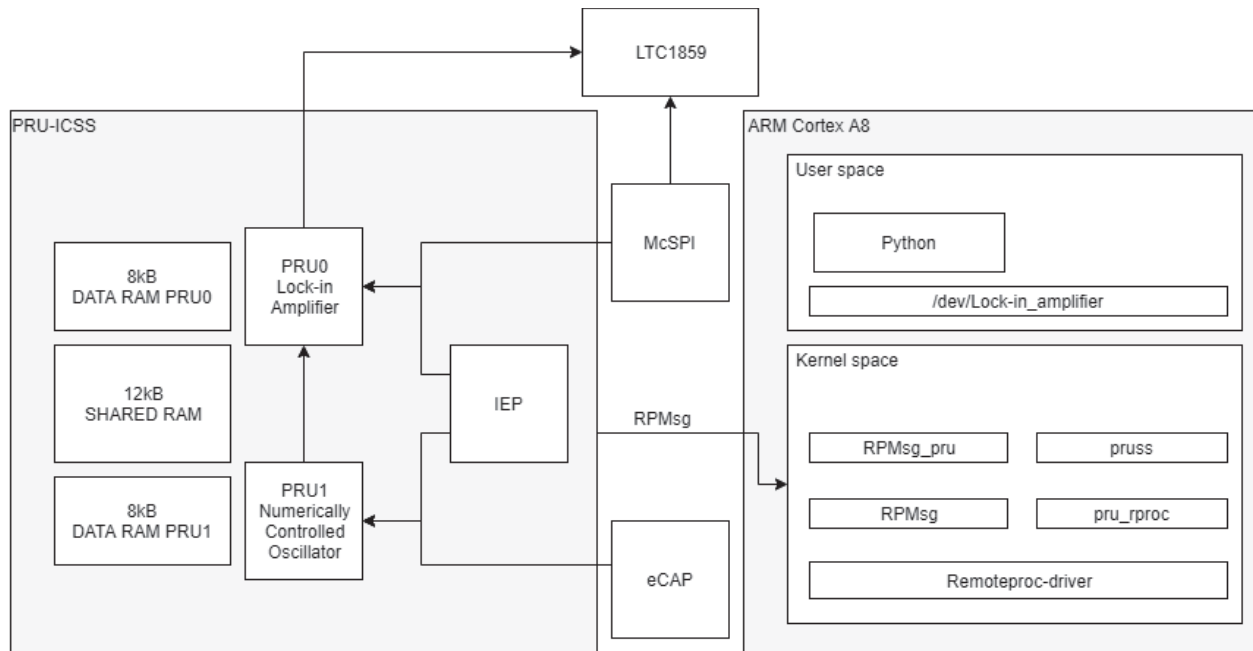 LTC1859
PRU-ICSS
ARM Cortex A8
User space
Python
/dev/Lock-in_amplifier
McSPI
8kB
DATA RAM PRU0
PRU0
Lock-in
Amplifier
12kB
SHARED RAM
IEP
RPMsg
Kernel space
RPMsg_pru
pruss
RPMsg
pru_rproc
Remoteproc-driver
8kB
DATA RAM PRU1
PRU1
Numerically
Controlled
Oscillator
eCAP